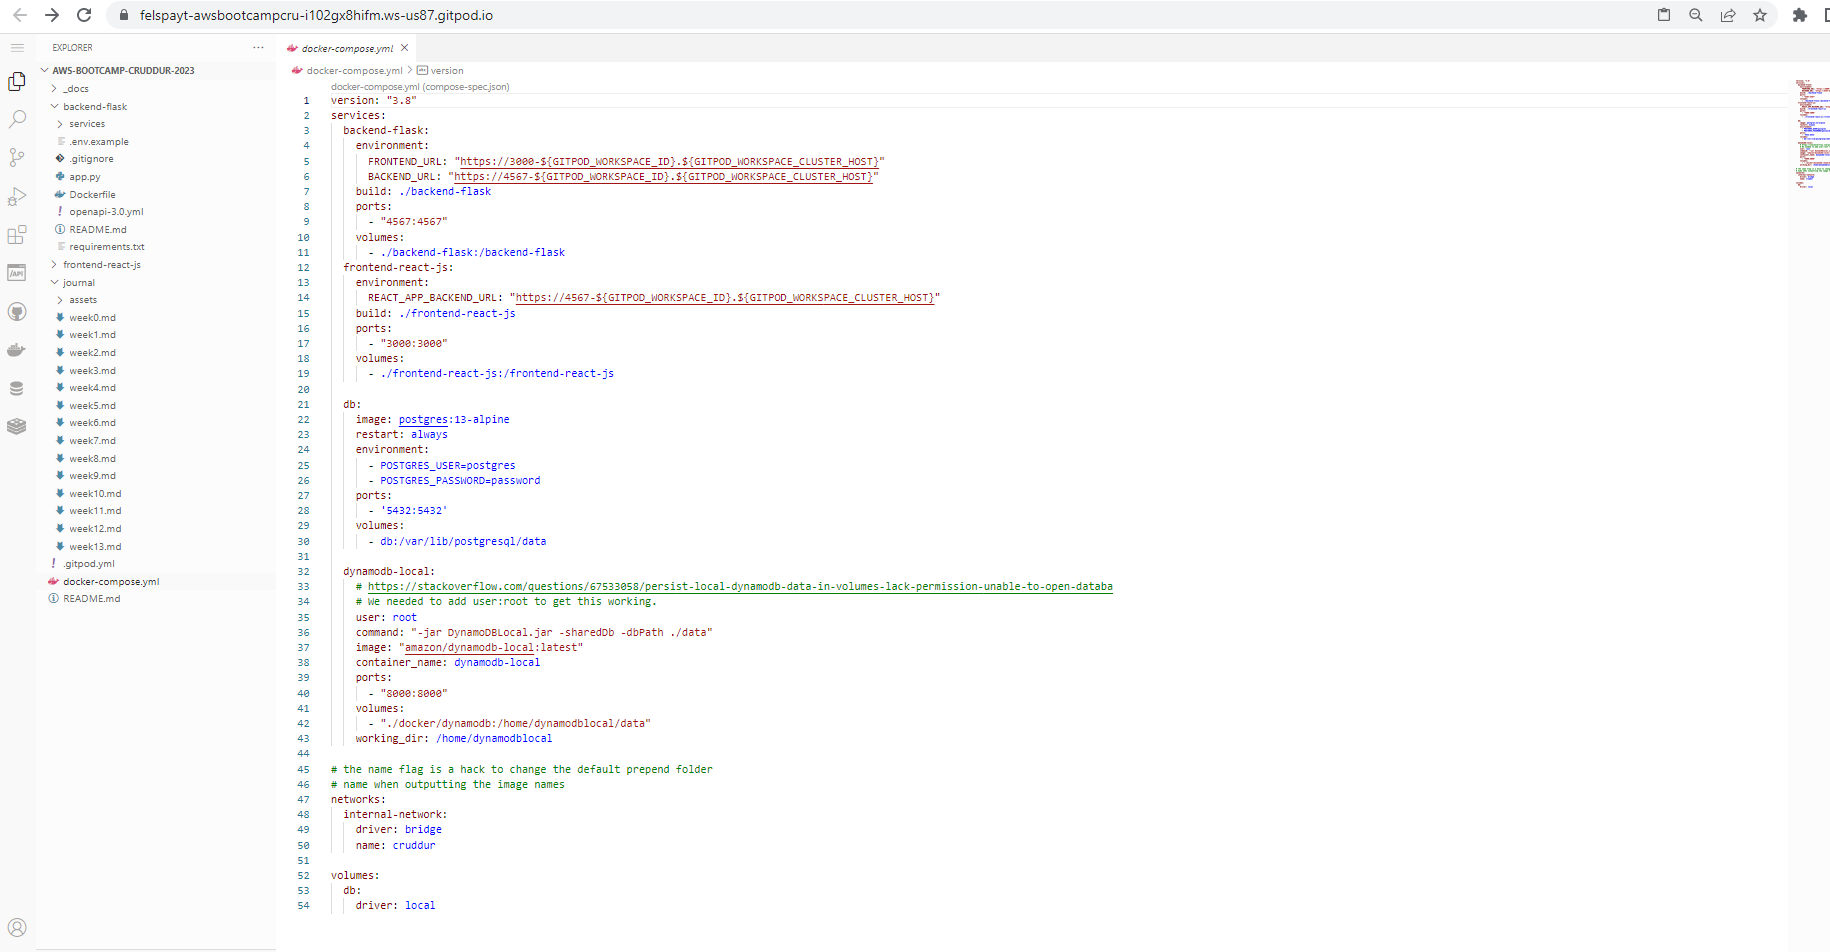 felspayt-awsbootcampcru-i102gx8hifm.ws-us87.gitpod.io
EXPLORER
AWS-BOOTCAMP-CRUDDUR-2023
_docs
backend-flask
services
.env.example
.gitignore
app.py
Dockerfile
openapi-3.0.yml
README.md
requirements.txt
frontend-react-js
journal
assets
week0.md
week1.md
week2.md
week3.md
week4.md
week5.md
week6.md
week7.md
week8.md
week9.md
week10.md
week11.md
week12.md
week13.md
.gitpod.yml
docker-compose.yml
README.md
docker-compose.yml
docker-compose.yml > version
docker-compose.yml (compose-spec.json)
1 version: "3.8"
2 services:
3 backend-flask:
4 environment:
5 FRONTEND_URL: "https://3000-${GITPOD_WORKSPACE_ID}.${GITPOD_WORKSPACE_CLUSTER_HOST}"
6 BACKEND_URL: "https://4567-${GITPOD_WORKSPACE_ID}.${GITPOD_WORKSPACE_CLUSTER_HOST}"
7 build: ./backend-flask
8 ports:
9 - "4567:4567"
10 volumes:
11 - ./backend-flask:/backend-flask
12 frontend-react-js:
13 environment:
14 REACT_APP_BACKEND_URL: "https://4567-${GITPOD_WORKSPACE_ID}.${GITPOD_WORKSPACE_CLUSTER_HOST}"
15 build: ./frontend-react-js
16 ports:
17 - "3000:3000"
18 volumes:
19 - ./frontend-react-js:/frontend-react-js
20
21 db:
22 image: postgres:13-alpine
23 restart: always
24 environment:
25 - POSTGRES_USER=postgres
26 - POSTGRES_PASSWORD=password
27 ports:
28 - '5432:5432'
29 volumes:
30 - db:/var/lib/postgresql/data
31
32 dynamodb-local:
33 # https://stackoverflow.com/questions/67533058/persist-local-dynamodb-data-in-volumes-lack-permission-unable-to-open-databa
34 # We needed to add user:root to get this working.
35 user: root
36 command: "-jar DynamoDBLocal.jar -sharedDb -dbPath ./data"
37 image: "amazon/dynamodb-local:latest"
38 container_name: dynamodb-local
39 ports:
40 - "8000:8000"
41 volumes:
42 - "./docker/dynamodb:/home/dynamodblocal/data"
43 working_dir: /home/dynamodblocal
44
45 # the name flag is a hack to change the default prepend folder
46 # name when outputting the image names
47 networks:
48 internal-network:
49 driver: bridge
50 name: cruddur
51
52 volumes:
53 db:
54 driver: local